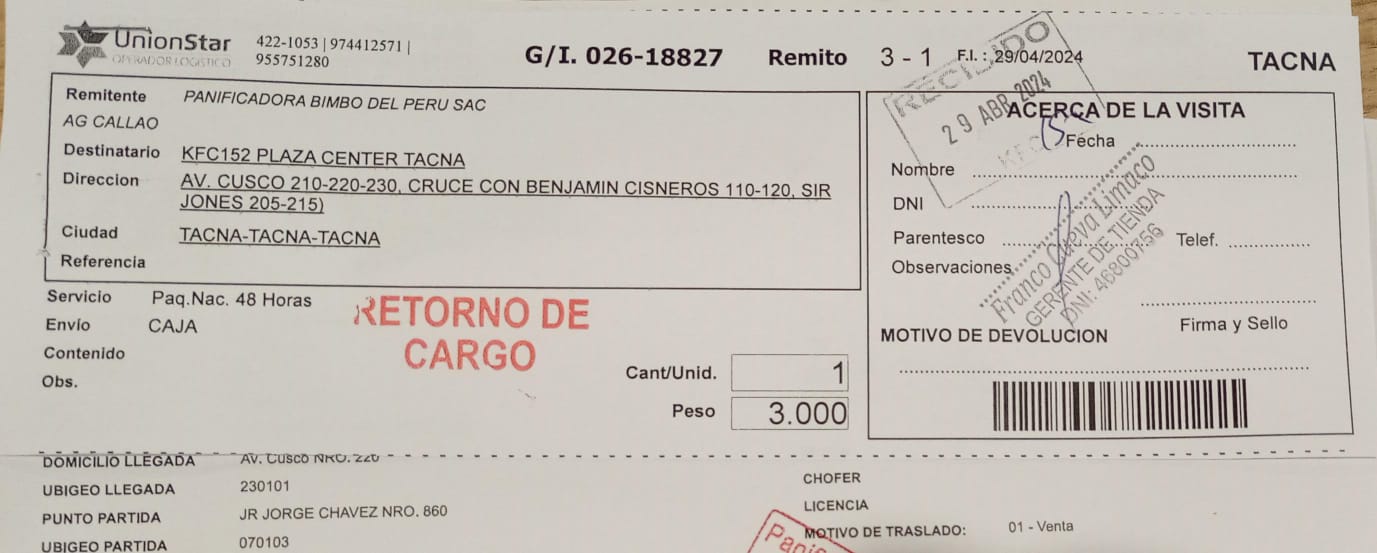 UnionStar
OPERADOR LOGISTICO
422-1053 | 974412571 |
955751280
G/I. 026-18827 Remito 3 - 1 F.I. : 29/04/2024 TACNA
Remitente PANIFICADORA BIMBO DEL PERU SAC
AG CALLAO
Destinatario KFC152 PLAZA CENTER TACNA
Direccion AV. CUSCO 210-220-230, CRUCE CON BENJAMIN CISNEROS 110-120, SIR
JONES 205-215)
Ciudad TACNA-TACNA-TACNA
Referencia
Servicio Paq.Nac. 48 Horas
Envío CAJA
Contenido
Obs.
RETORNO DE
CARGO
Cant/Unid. 1
Peso 3.000
RECIBIDO
29 ABR 2024
ACERCA DE LA VISITA
Fecha
Nombre
DNI
Parentesco Telef.
Observaciones
Franco Cueva Limaco
GERENTE DE TIENDA
DNI: 46800756
Firma y Sello
MOTIVO DE DEVOLUCION
DOMICILIO LLEGADA AV. CUSCO NRO. 220
UBIGEO LLEGADA 230101
PUNTO PARTIDA JR JORGE CHAVEZ NRO. 860
UBIGEO PARTIDA 070103
CHOFER
LICENCIA
MOTIVO DE TRASLADO: 01 - Venta